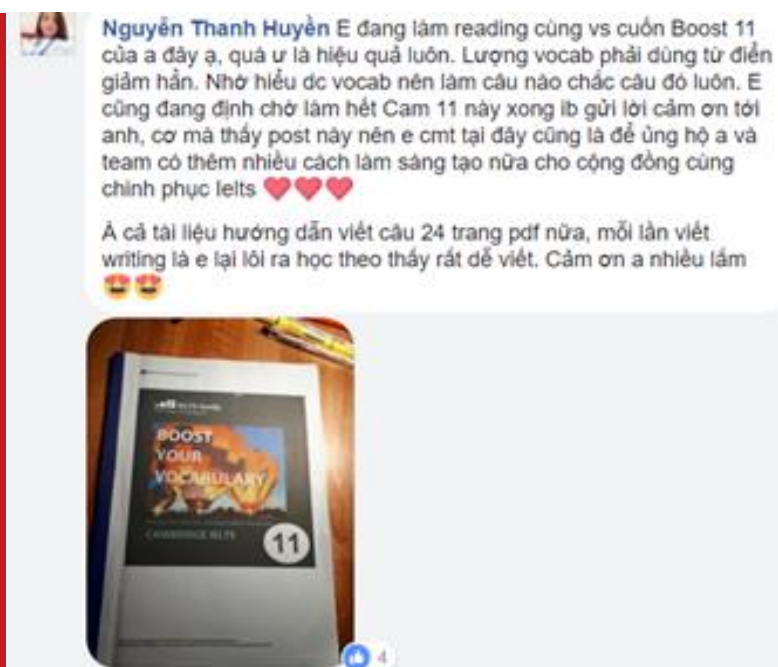 Nguyễn Thanh Huyền E đang làm reading cùng vs cuốn Boost 11
của a đây ạ, quá ư là hiệu quả luôn. Lượng vocab phải dùng từ điển
giảm hẳn. Nhờ hiểu dc vocab nên làm câu nào chắc câu đó luôn. E
cũng đang định chờ làm hết Cam 11 này xong ib gửi lời cảm ơn tới
anh, cơ mà thấy post này nên e cmt tại đây cũng là để ủng hộ a và
team có thêm nhiều cách làm sáng tạo nữa cho cộng đồng cùng
chinh phục Ielts
À cả tài liệu hướng dẫn viết câu 24 trang pdf nữa, mỗi lần viết
writing là e lại lôi ra học theo thấy rất dễ viết. Cảm ơn a nhiều lắm
BOOST
YOUR
VOCABULARY
CAMBRIDGE IELTS
11
4